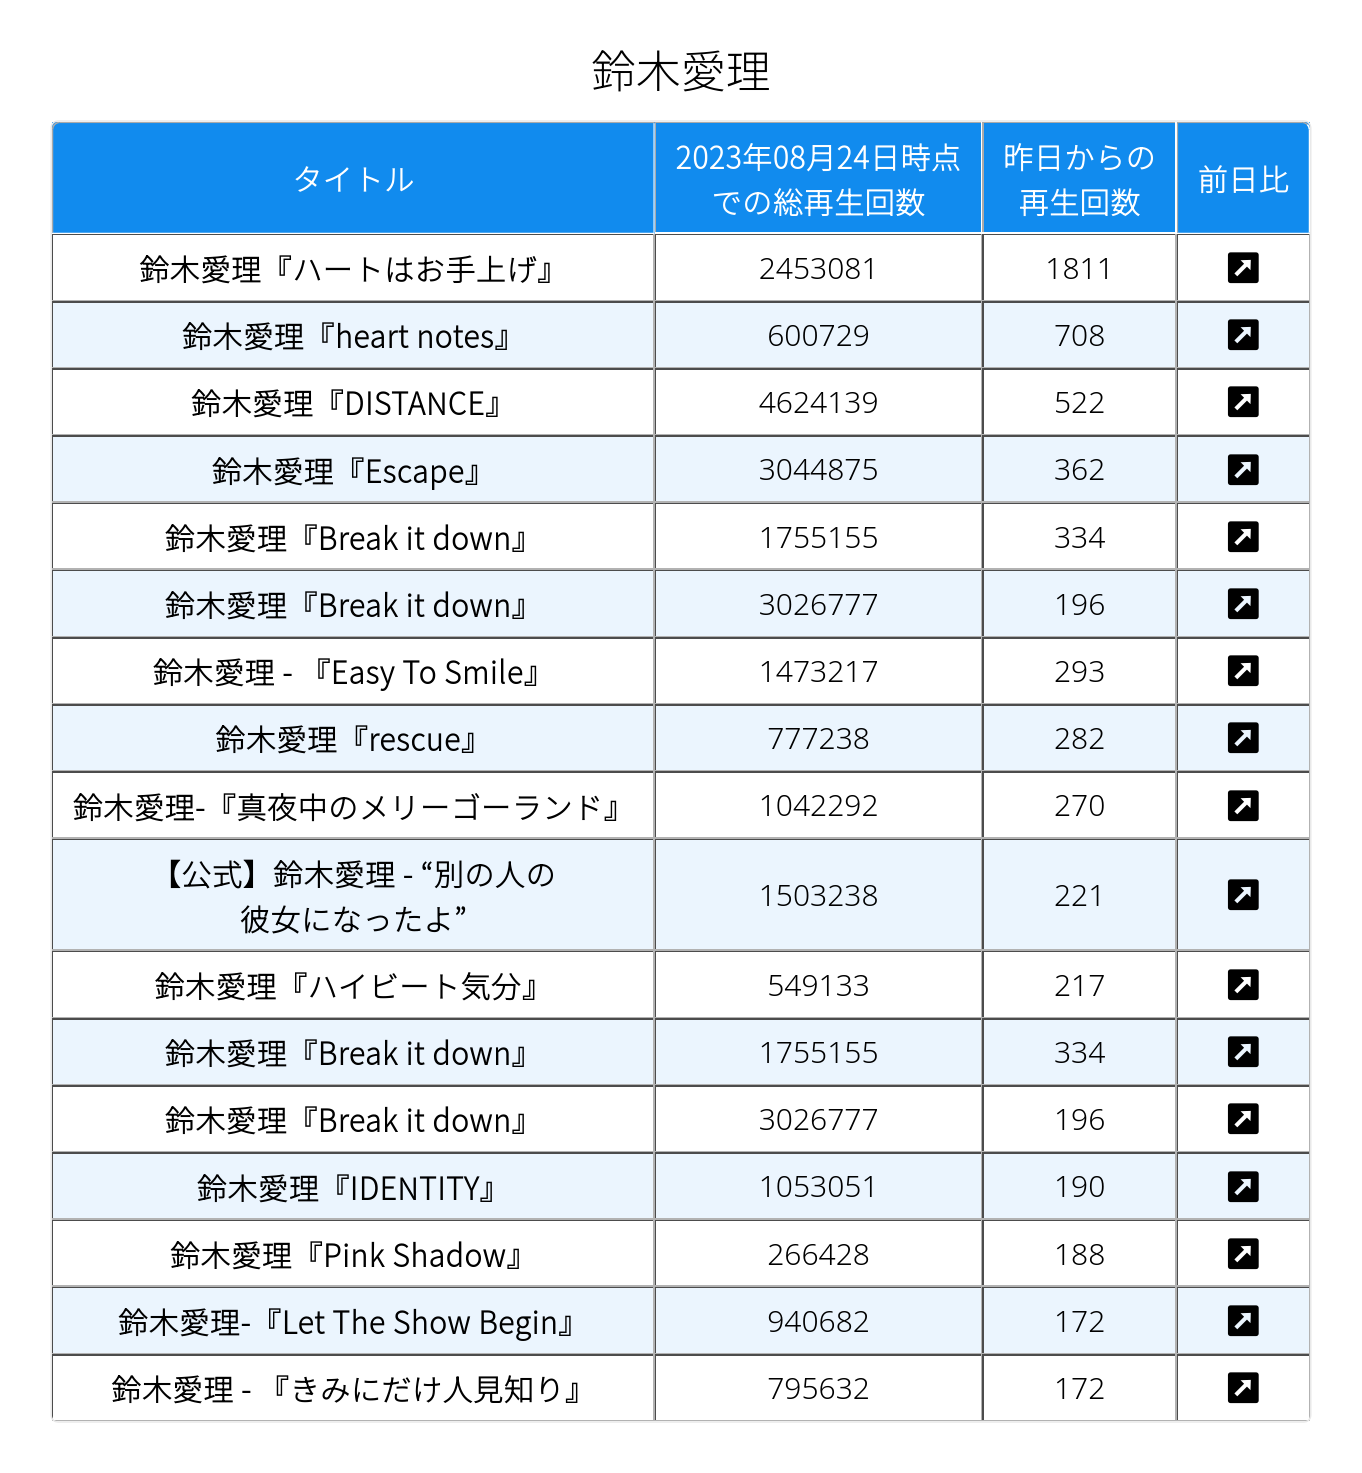 鈴木愛理
タイトル
2023年08月24日時点
での総再生回数
昨日からの
再生回数
前日比
鈴木愛理『ハートはお手上げ』 2453081 1811
鈴木愛理『heart notes』 600729 708
鈴木愛理『DISTANCE』 4624139 522
鈴木愛理『Escape』 3044875 362
鈴木愛理『Break it down』 1755155 334
鈴木愛理『Break it down』 3026777 196
鈴木愛理 - 『Easy To Smile』 1473217 293
鈴木愛理『rescue』 777238 282
鈴木愛理-『真夜中のメリーゴーランド』 1042292 270
【公式】鈴木愛理 - “別の人の
彼女になったよ” 1503238 221
鈴木愛理『ハイビート気分』 549133 217
鈴木愛理『Break it down』 1755155 334
鈴木愛理『Break it down』 3026777 196
鈴木愛理『IDENTITY』 1053051 190
鈴木愛理『Pink Shadow』 266428 188
鈴木愛理-『Let The Show Begin』 940682 172
鈴木愛理 - 『きみにだけ人見知り』 795632 172